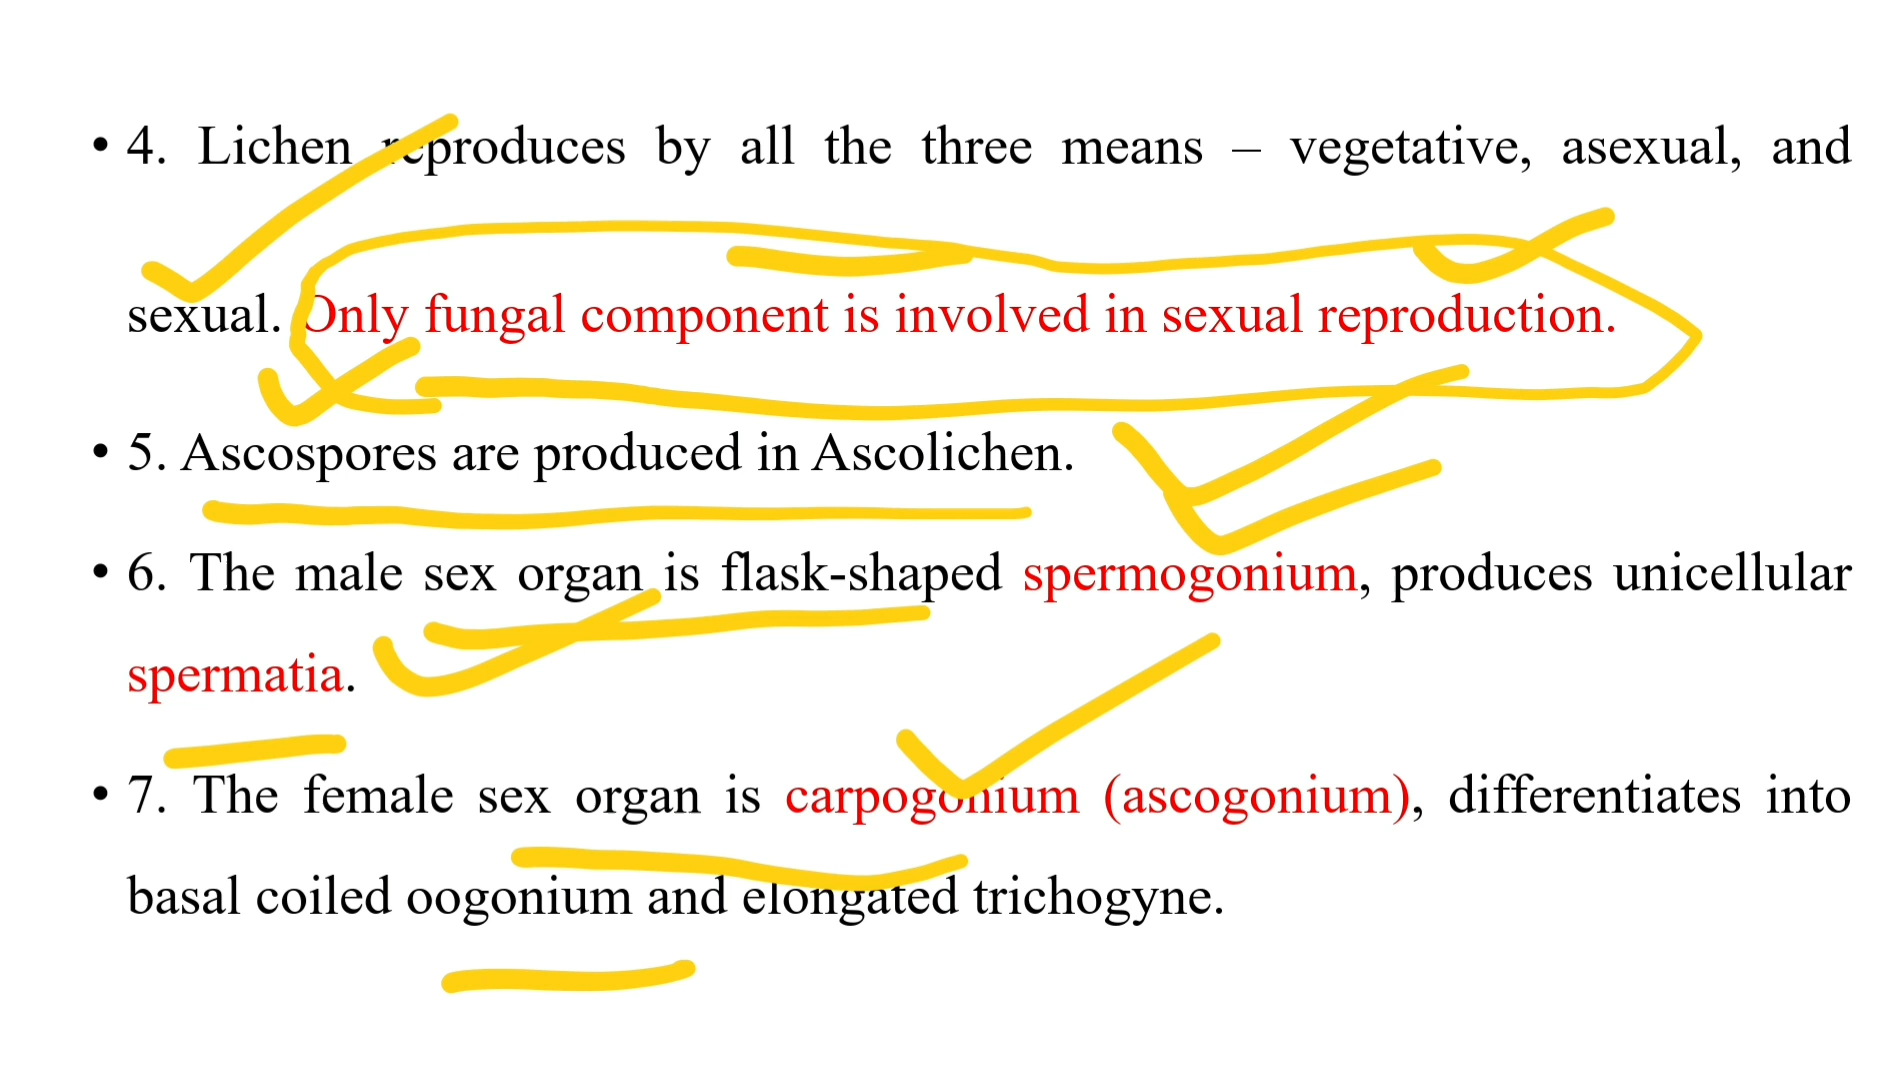 • 4. Lichen reproduces by all the three means – vegetative, asexual, and
sexual. Only fungal component is involved in sexual reproduction.
• 5. Ascospores are produced in Ascolichen.
• 6. The male sex organ is flask-shaped spermogonium, produces unicellular
spermatia.
• 7. The female sex organ is carpogonium (ascogonium), differentiates into
basal coiled oogonium and elongated trichogyne.